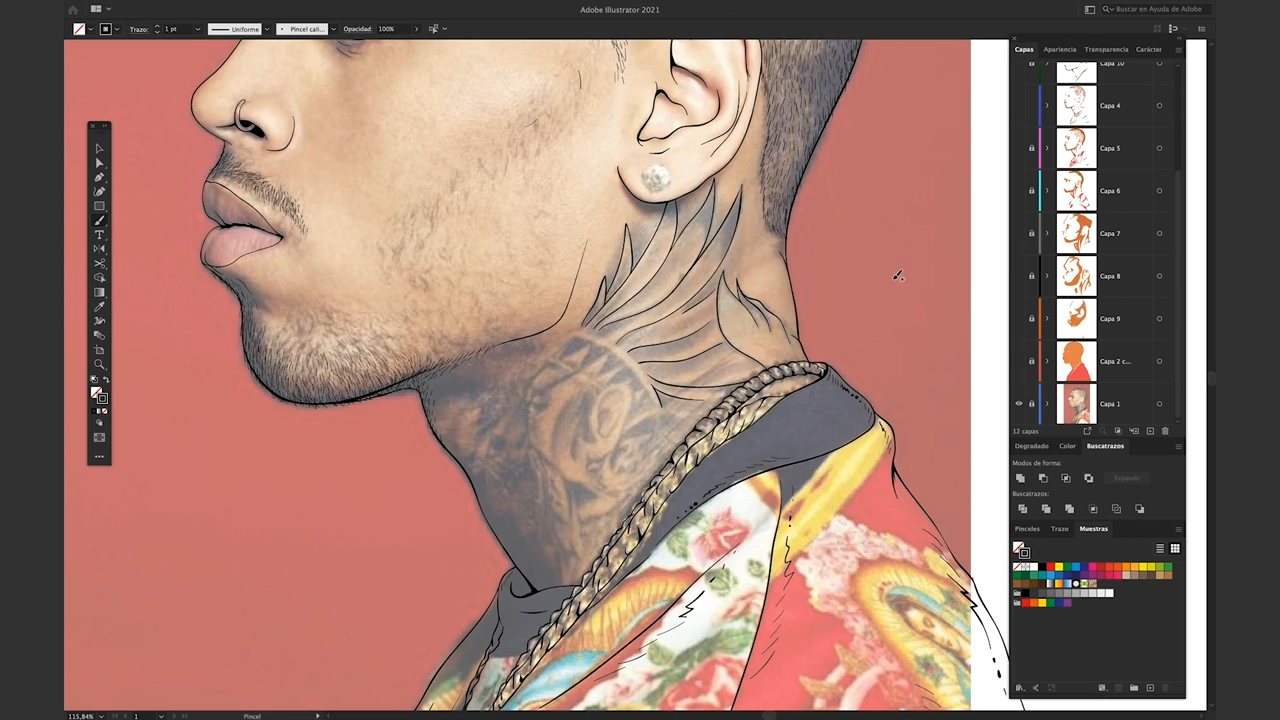 Adobe Illustrator 2021
Buscar en Ayuda de Adobe
Trazo: 1 pt Uniforme Pincel cali... Opacidad: 100%
Capas Apariencia Transparencia Carácter
Capa 10
Capa 4
Capa 5
Capa 6
Capa 7
Capa 8
Capa 9
Capa 2 c...
Capa 1
12 capas
Degradado Color Buscatrazos
Modos de forma:
Expandir
Buscatrazos:
Pinceles Trazo Muestras
115,84% 1 Pincel